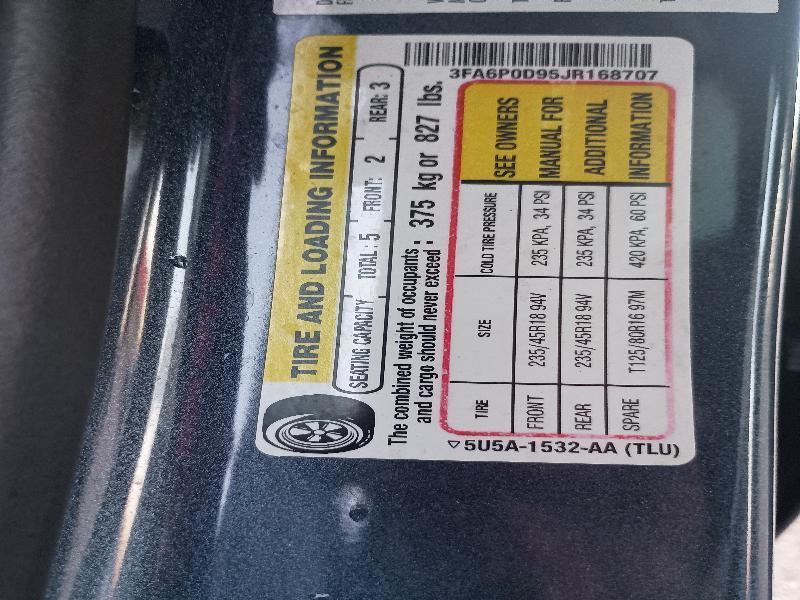 TIRE AND LOADING INFORMATION
SEATING CAPACITY TOTAL: 5 FRONT: 2 REAR: 3
The combined weight of occupants and cargo should never exceed: 375 kg or 827 lbs.
3FA6P0D95JR168707
TIRE SIZE COLD TIRE PRESSURE
FRONT 235/45R18 94V 235 KPA, 34 PSI
REAR 235/45R18 94V 235 KPA, 34 PSI
SPARE T125/80R16 97M 420 KPA, 60 PSI
SEE OWNERS
MANUAL FOR
ADDITIONAL
INFORMATION
5U5A-1532-AA (TLU)